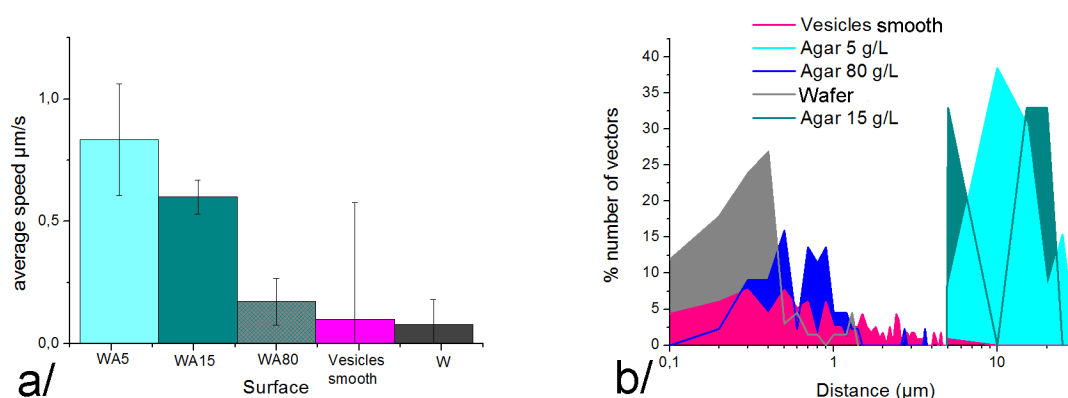 1,0
0,5
0,0
average speed µm/s
WA5
WA15
WA80
Vesicles
smooth
W
Surface
a/
Vesicles smooth
Agar 5 g/L
Agar 80 g/L
Wafer
Agar 15 g/L
40
35
30
25
20
15
10
5
0
% number of vectors
0,1
1
10
Distance (µm)
b/